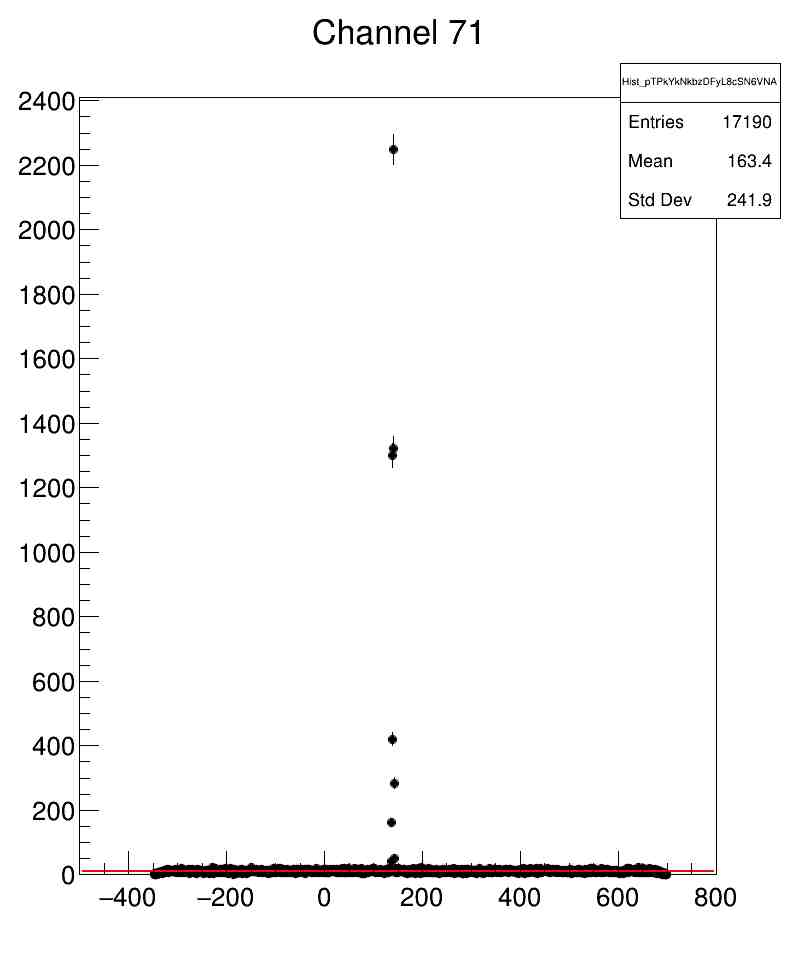 Channel 71
Hist_pTPkYkNkbzDFyL8cSN6VNA
Entries 17190
Mean 163.4
Std Dev 241.9
2400
2200
2000
1800
1600
1400
1200
1000
800
600
400
200
0
−400 −200 0 200 400 600 800